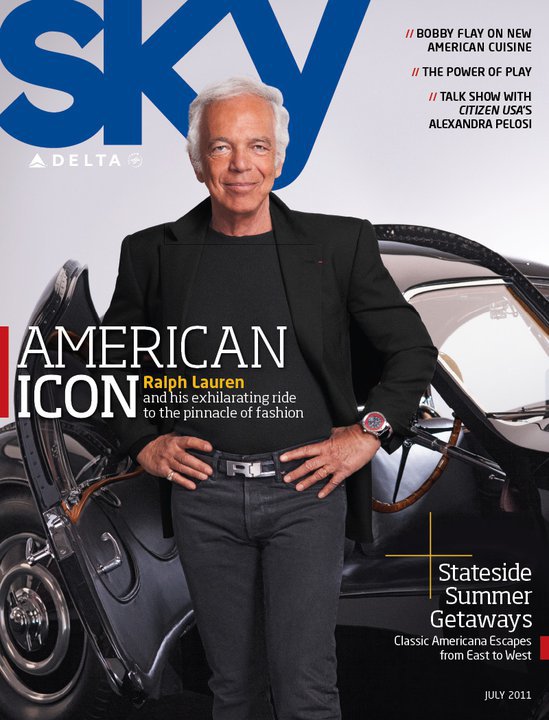 sky
DELTA
// BOBBY FLAY ON NEW
AMERICAN CUISINE
// THE POWER OF PLAY
// TALK SHOW WITH
CITIZEN USA'S
ALEXANDRA PELOSI
AMERICAN
ICON
Ralph Lauren
and his exhilarating ride
to the pinnacle of fashion
RL
Stateside
Summer
Getaways
Classic Americana Escapes
from East to West
JULY 2011